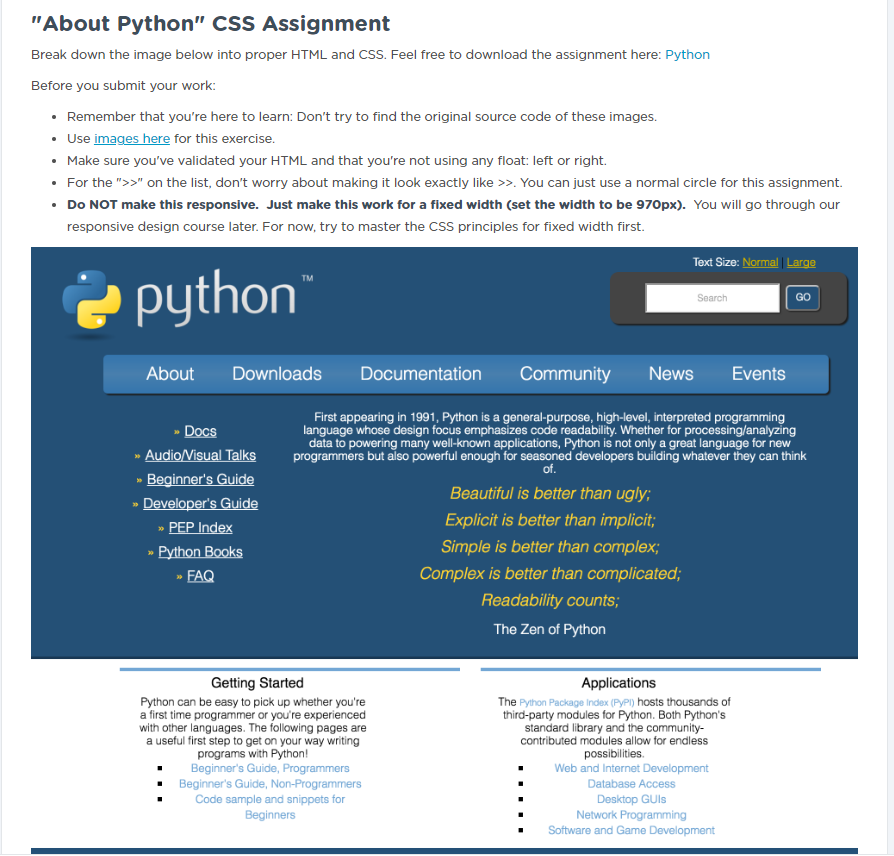 "About Python" CSS Assignment
Break down the image below into proper HTML and CSS. Feel free to download the assignment here: Python
Before you submit your work:
• Remember that you're here to learn: Don't try to find the original source code of these images.
• Use images here for this exercise.
• Make sure you've validated your HTML and that you're not using any float: left or right.
• For the ">>" on the list, don't worry about making it look exactly like >>. You can just use a normal circle for this assignment.
• Do NOT make this responsive. Just make this work for a fixed width (set the width to be 970px). You will go through our
responsive design course later. For now, try to master the CSS principles for fixed width first.
Text Size: Normal | Large
python™
Search GO
About Downloads Documentation Community News Events
» Docs
» Audio/Visual Talks
» Beginner's Guide
» Developer's Guide
» PEP Index
» Python Books
» FAQ
First appearing in 1991, Python is a general-purpose, high-level, interpreted programming
language whose design focus emphasizes code readability. Whether for processing/analyzing
data to powering many well-known applications, Python is not only a great language for new
programmers but also powerful enough for seasoned developers building whatever they can think
of.
Beautiful is better than ugly;
Explicit is better than implicit;
Simple is better than complex;
Complex is better than complicated;
Readability counts;
The Zen of Python
Getting Started
Python can be easy to pick up whether you're
a first time programmer or you're experienced
with other languages. The following pages are
a useful first step to get on your way writing
programs with Python!
▪ Beginner's Guide, Programmers
▪ Beginner's Guide, Non-Programmers
▪ Code sample and snippets for
Beginners
Applications
The Python Package Index (PyPI) hosts thousands of
third-party modules for Python. Both Python's
standard library and the community-
contributed modules allow for endless
possibilities.
▪ Web and Internet Development
▪ Database Access
▪ Desktop GUIs
▪ Network Programming
▪ Software and Game Development